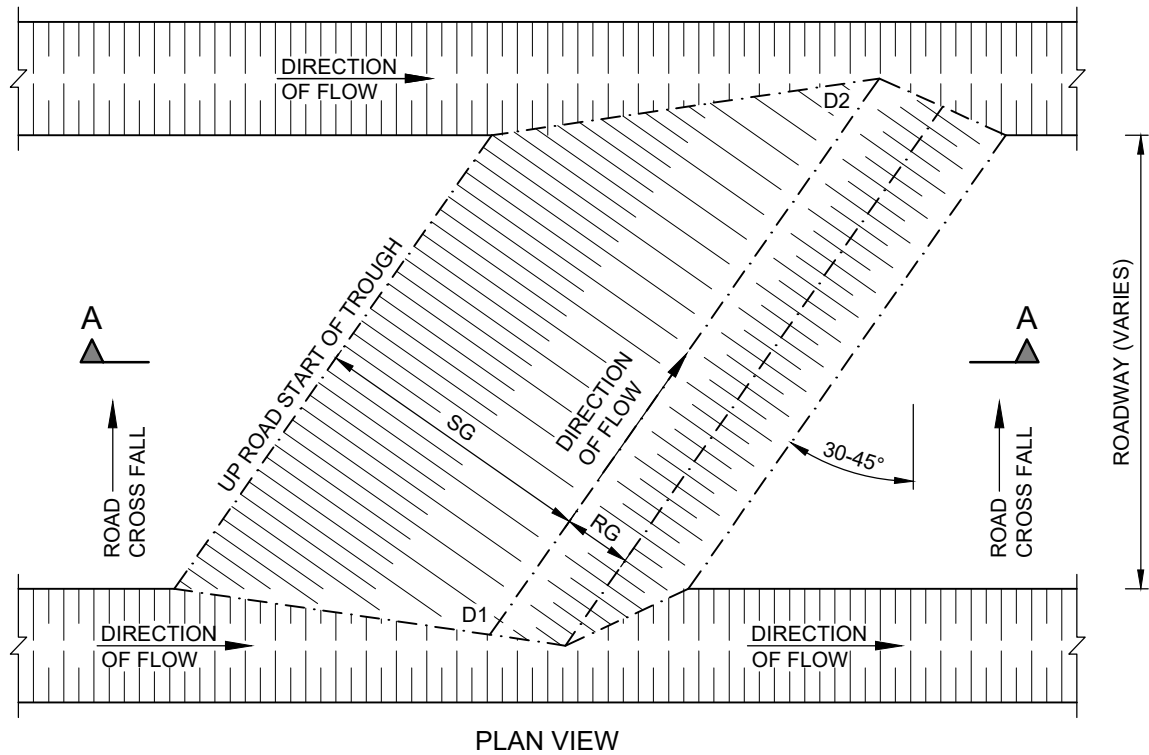 DIRECTION
OF FLOW
D2
UP ROAD START OF TROUGH
A
A
SG
DIRECTION
OF FLOW
RG
30-45°
ROAD
CROSS FALL
ROAD
CROSS FALL
ROADWAY (VARIES)
D1
DIRECTION
OF FLOW
DIRECTION
OF FLOW
PLAN VIEW